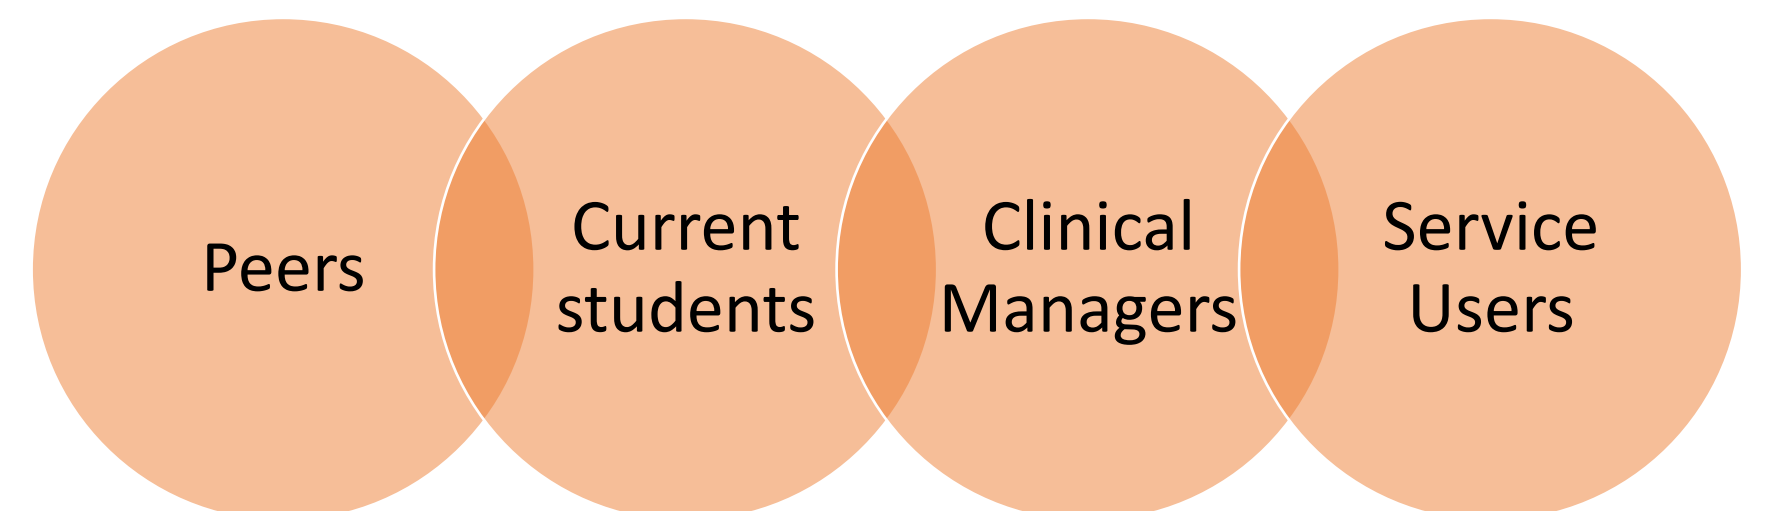 Peers
Current
students
Clinical
Managers
Service
Users